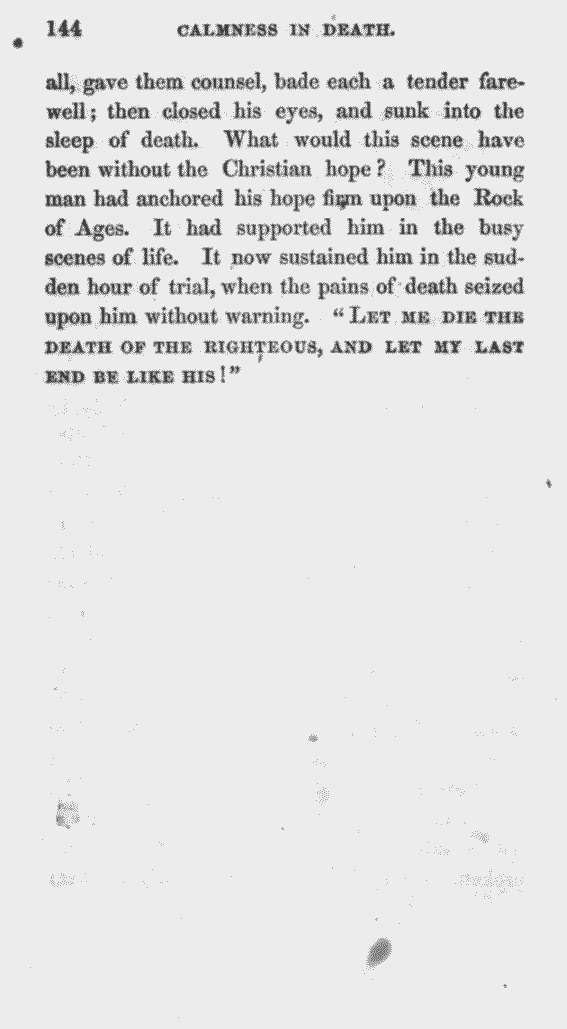 144 CALMNESS IN DEATH.
all, gave them counsel, bade each a tender fare-
well; then closed his eyes, and sunk into the
sleep of death. What would this scene have
been without the Christian hope? This young
man had anchored his hope firm upon the Rock
of Ages. It had supported him in the busy
scenes of life. It now sustained him in the sud-
den hour of trial, when the pains of death seized
upon him without warning. “LET ME DIE THE
DEATH OF THE RIGHTEOUS, AND LET MY LAST
END BE LIKE HIS!”